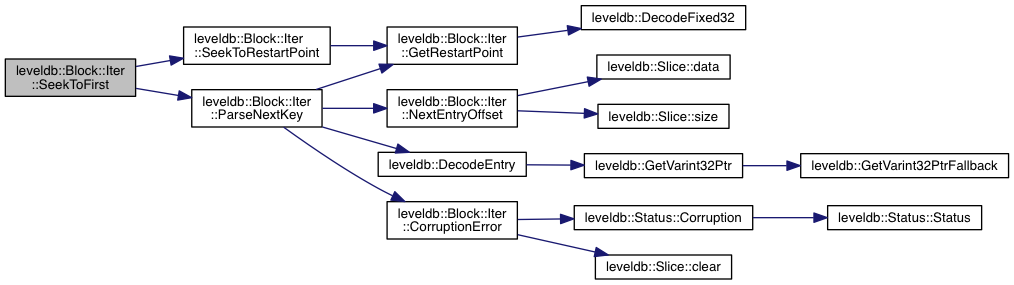 leveldb::Block::Iter
::SeekToFirst
leveldb::Block::Iter
::SeekToRestartPoint
leveldb::Block::Iter
::ParseNextKey
leveldb::Block::Iter
::GetRestartPoint
leveldb::Block::Iter
::NextEntryOffset
leveldb::DecodeEntry
leveldb::Block::Iter
::CorruptionError
leveldb::DecodeFixed32
leveldb::Slice::data
leveldb::Slice::size
leveldb::GetVarint32Ptr
leveldb::Status::Corruption
leveldb::Slice::clear
leveldb::GetVarint32PtrFallback
leveldb::Status::Status